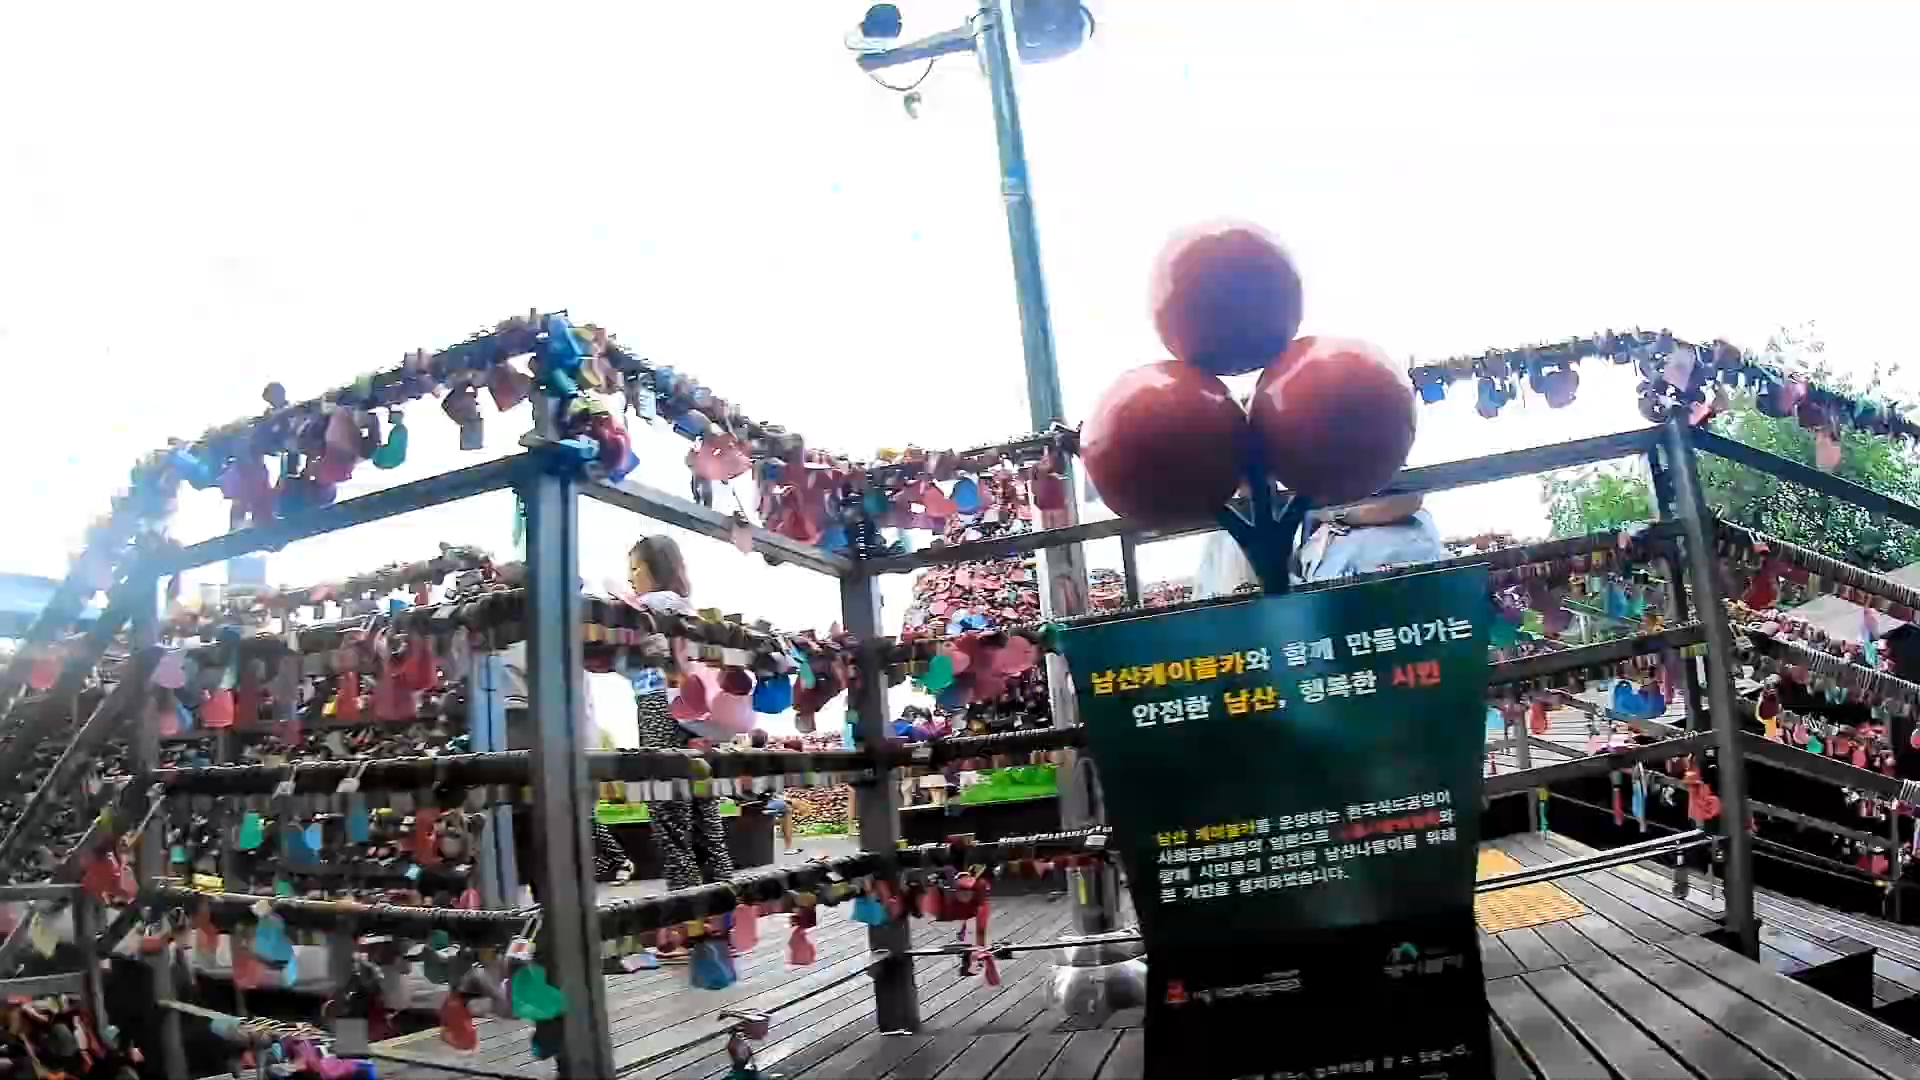 남산케이블카와 함께 만들어가는
안전한 남산, 행복한 시민
남산 케이블카를 운영하는 한국삭도공업이
사회공헌활동의 일환으로 와
함께 시민들의 안전한 남산나들이를 위해
본 계단을 설치하였습니다.